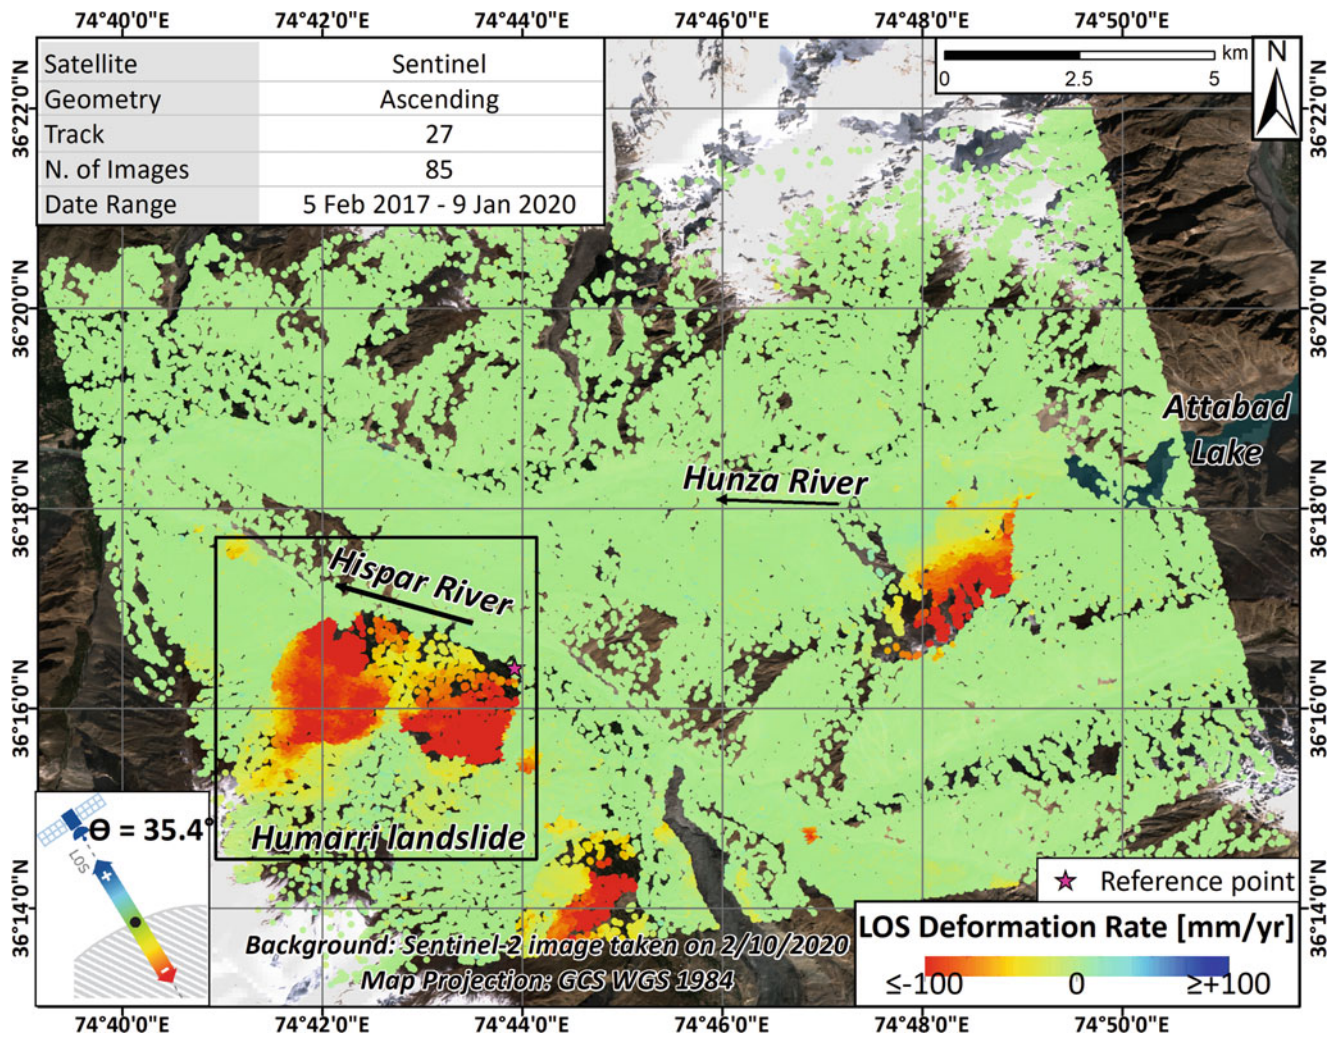 74°40'0"E 74°42'0"E 74°44'0"E 74°46'0"E 74°48'0"E 74°50'0"E
Satellite Sentinel
Geometry Ascending
Track 27
N. of Images 85
Date Range 5 Feb 2017 - 9 Jan 2020
km
0 2.5 5
N
36°22'0"N 36°22'0"N
36°20'0"N 36°20'0"N
Attabad
Lake
Hunza River
36°18'0"N 36°18'0"N
Hispar River
36°16'0"N 36°16'0"N
Humarri landslide
Ɵ = 35.4°
LOS
+
-
36°14'0"N 36°14'0"N
Reference point
LOS Deformation Rate [mm/yr]
≤-100 0 ≥+100
Background: Sentinel-2 image taken on 2/10/2020
Map Projection: GCS WGS 1984
74°40'0"E 74°42'0"E 74°44'0"E 74°46'0"E 74°48'0"E 74°50'0"E